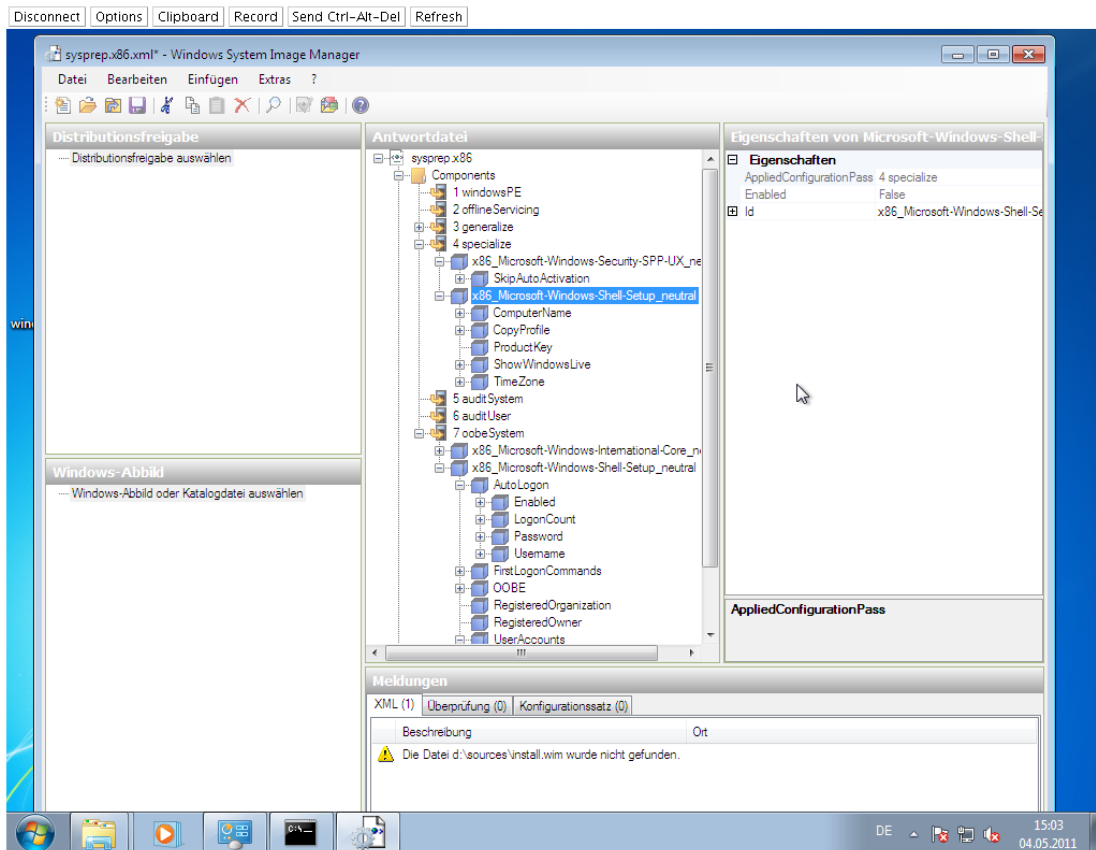 Disconnect Options Clipboard Record Send Ctrl-Alt-Del Refresh
sysprep.x86.xml* - Windows System Image Manager
Datei Bearbeiten Einfügen Extras ?
Distributionsfreigabe
Distributionsfreigabe auswählen
Windows-Abbild
Windows-Abbild oder Katalogdatei auswählen
Antwortdatei
sysprep.x86
Components
1 windowsPE
2 offlineServicing
3 generalize
4 specialize
x86_Microsoft-Windows-Security-SPP-UX_ne
SkipAutoActivation
x86_Microsoft-Windows-Shell-Setup_neutral
ComputerName
CopyProfile
ProductKey
ShowWindowsLive
TimeZone
5 auditSystem
6 auditUser
7 oobeSystem
x86_Microsoft-Windows-International-Core_n
x86_Microsoft-Windows-Shell-Setup_neutral
AutoLogon
Enabled
LogonCount
Password
Username
FirstLogonCommands
OOBE
RegisteredOrganization
RegisteredOwner
UserAccounts
Eigenschaften von Microsoft-Windows-Shell-
Eigenschaften
AppliedConfigurationPass 4 specialize
Enabled False
Id x86_Microsoft-Windows-Shell-Se
AppliedConfigurationPass
Meldungen
XML (1) Überprüfung (0) Konfigurationssatz (0)
Beschreibung Ort
Die Datei d:\sources\install.wim wurde nicht gefunden.
win
C:\
DE 15:03
04.05.2011